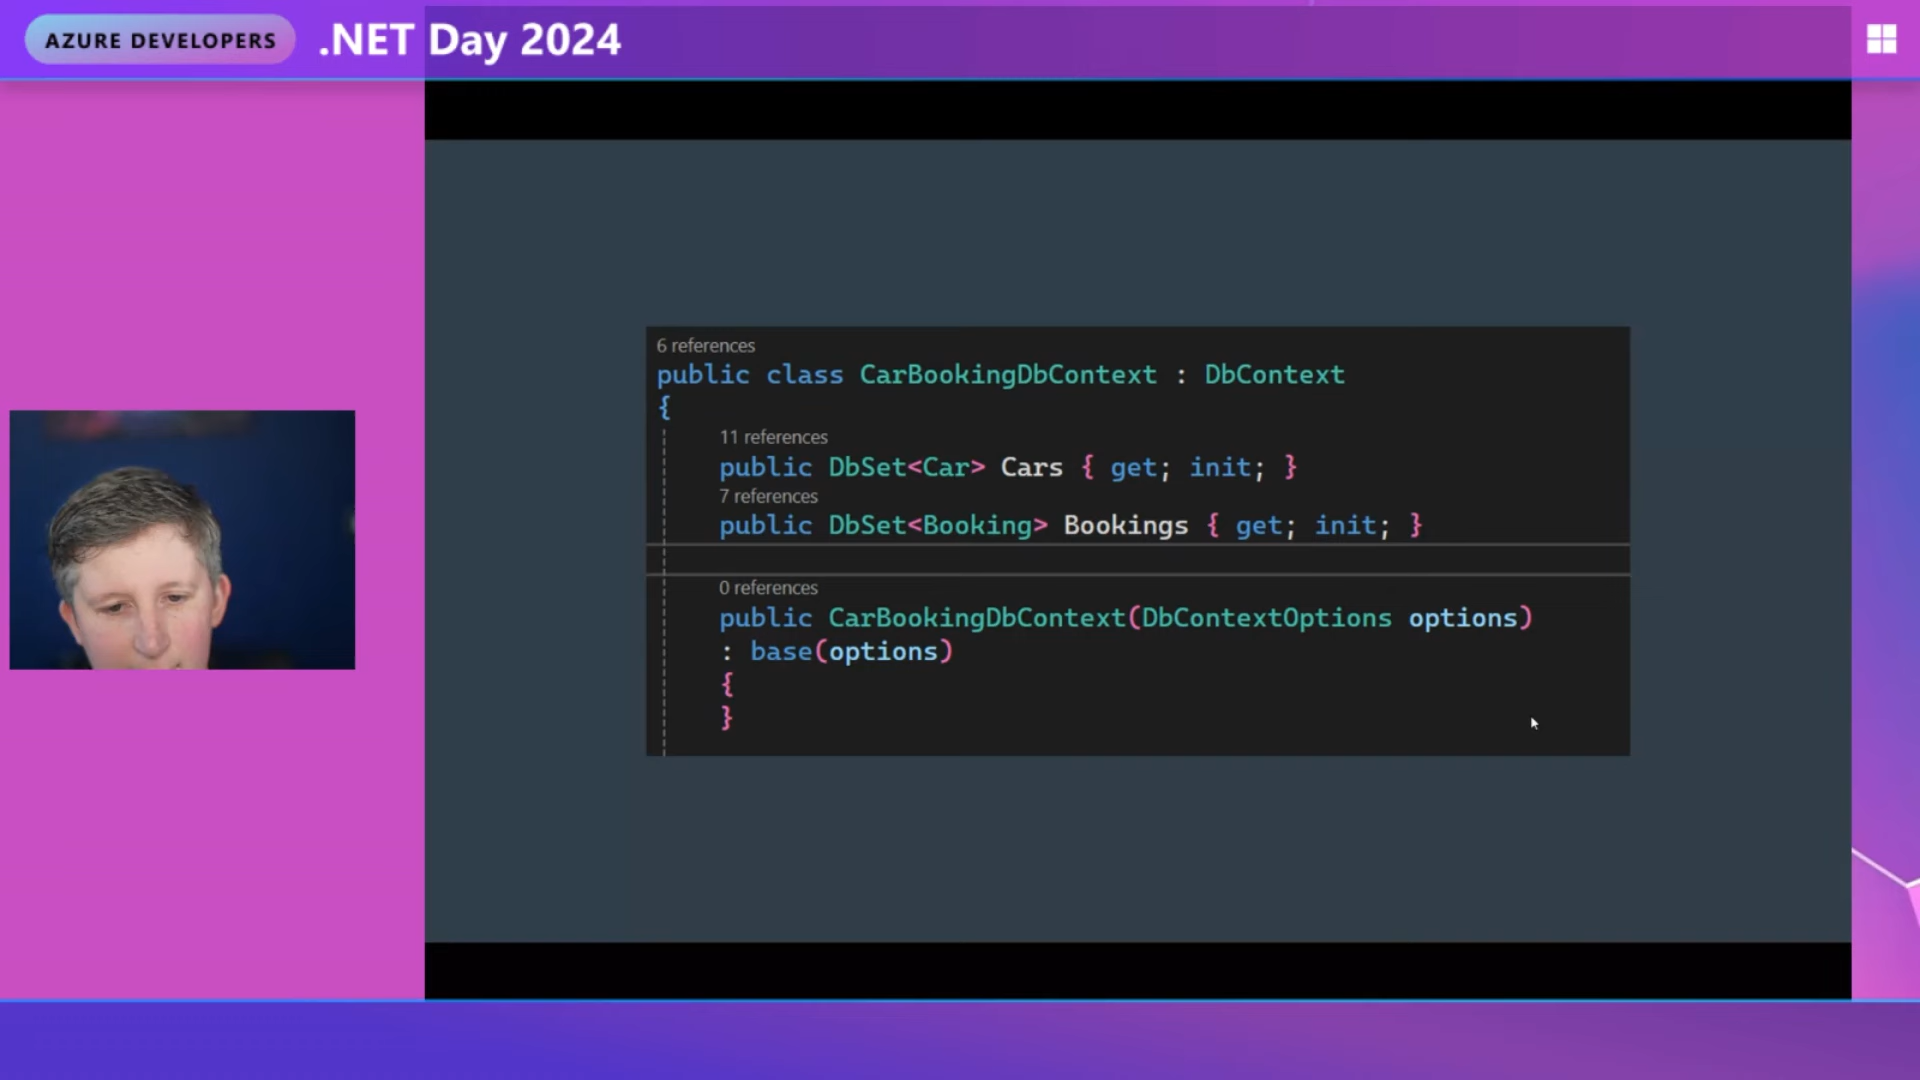 AZURE DEVELOPERS .NET Day 2024
6 references
public class CarBookingDbContext : DbContext
{
11 references
public DbSet<Car> Cars { get; init; }
7 references
public DbSet<Booking> Bookings { get; init; }
0 references
public CarBookingDbContext(DbContextOptions options)
: base(options)
{
}